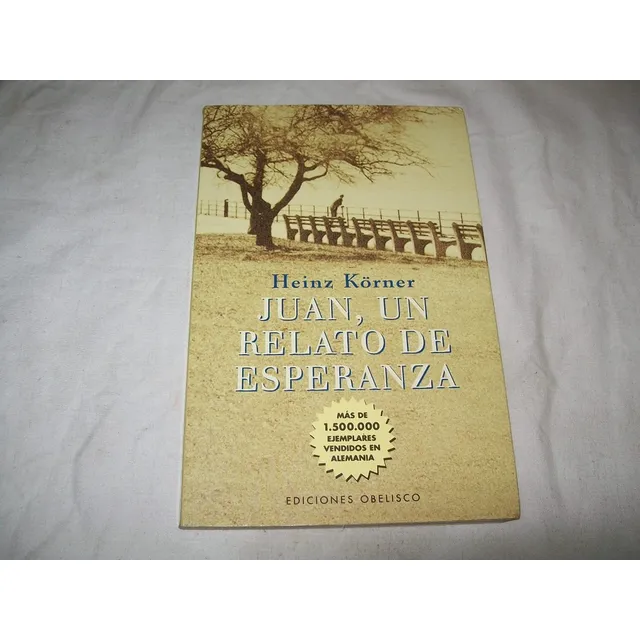 Heinz Körner
JUAN, UN
RELATO DE
ESPERANZA
MÁS DE
1.500.000
EJEMPLARES
VENDIDOS EN
ALEMANIA
EDICIONES OBELISCO